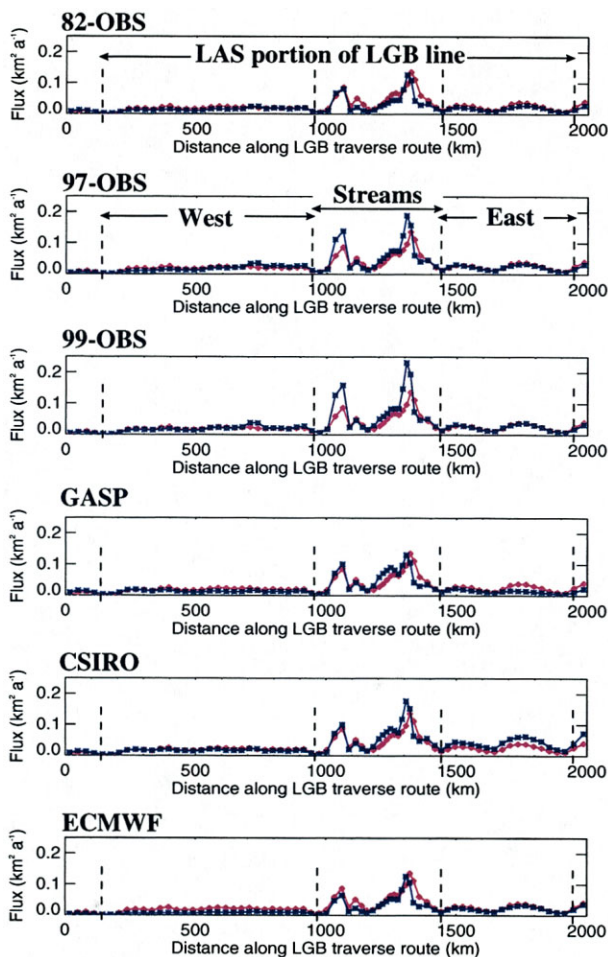 82-OBS
LAS portion of LGB line
Flux (km² a⁻¹)
0.2
0.1
0.0
0 500 1000 1500 2000
Distance along LGB traverse route (km)
97-OBS
West Streams East
Flux (km² a⁻¹)
0.2
0.1
0.0
0 500 1000 1500 2000
Distance along LGB traverse route (km)
99-OBS
Flux (km² a⁻¹)
0.2
0.1
0.0
0 500 1000 1500 2000
Distance along LGB traverse route (km)
GASP
Flux (km² a⁻¹)
0.2
0.1
0.0
0 500 1000 1500 2000
Distance along LGB traverse route (km)
CSIRO
Flux (km² a⁻¹)
0.2
0.1
0.0
0 500 1000 1500 2000
Distance along LGB traverse route (km)
ECMWF
Flux (km² a⁻¹)
0.2
0.1
0.0
0 500 1000 1500 2000
Distance along LGB traverse route (km)